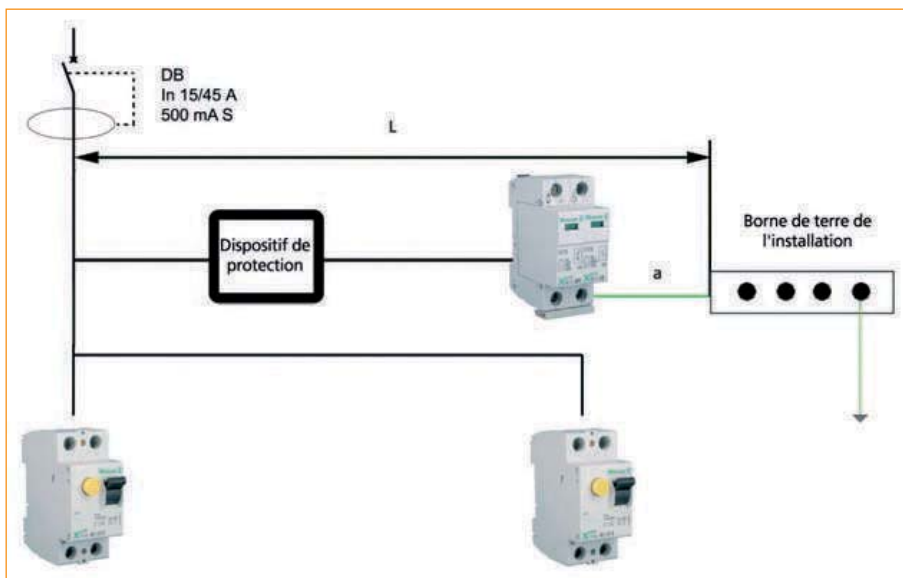 DB
In 15/45 A
500 mA S
L
Dispositif de
protection
a
Borne de terre de
l'installation